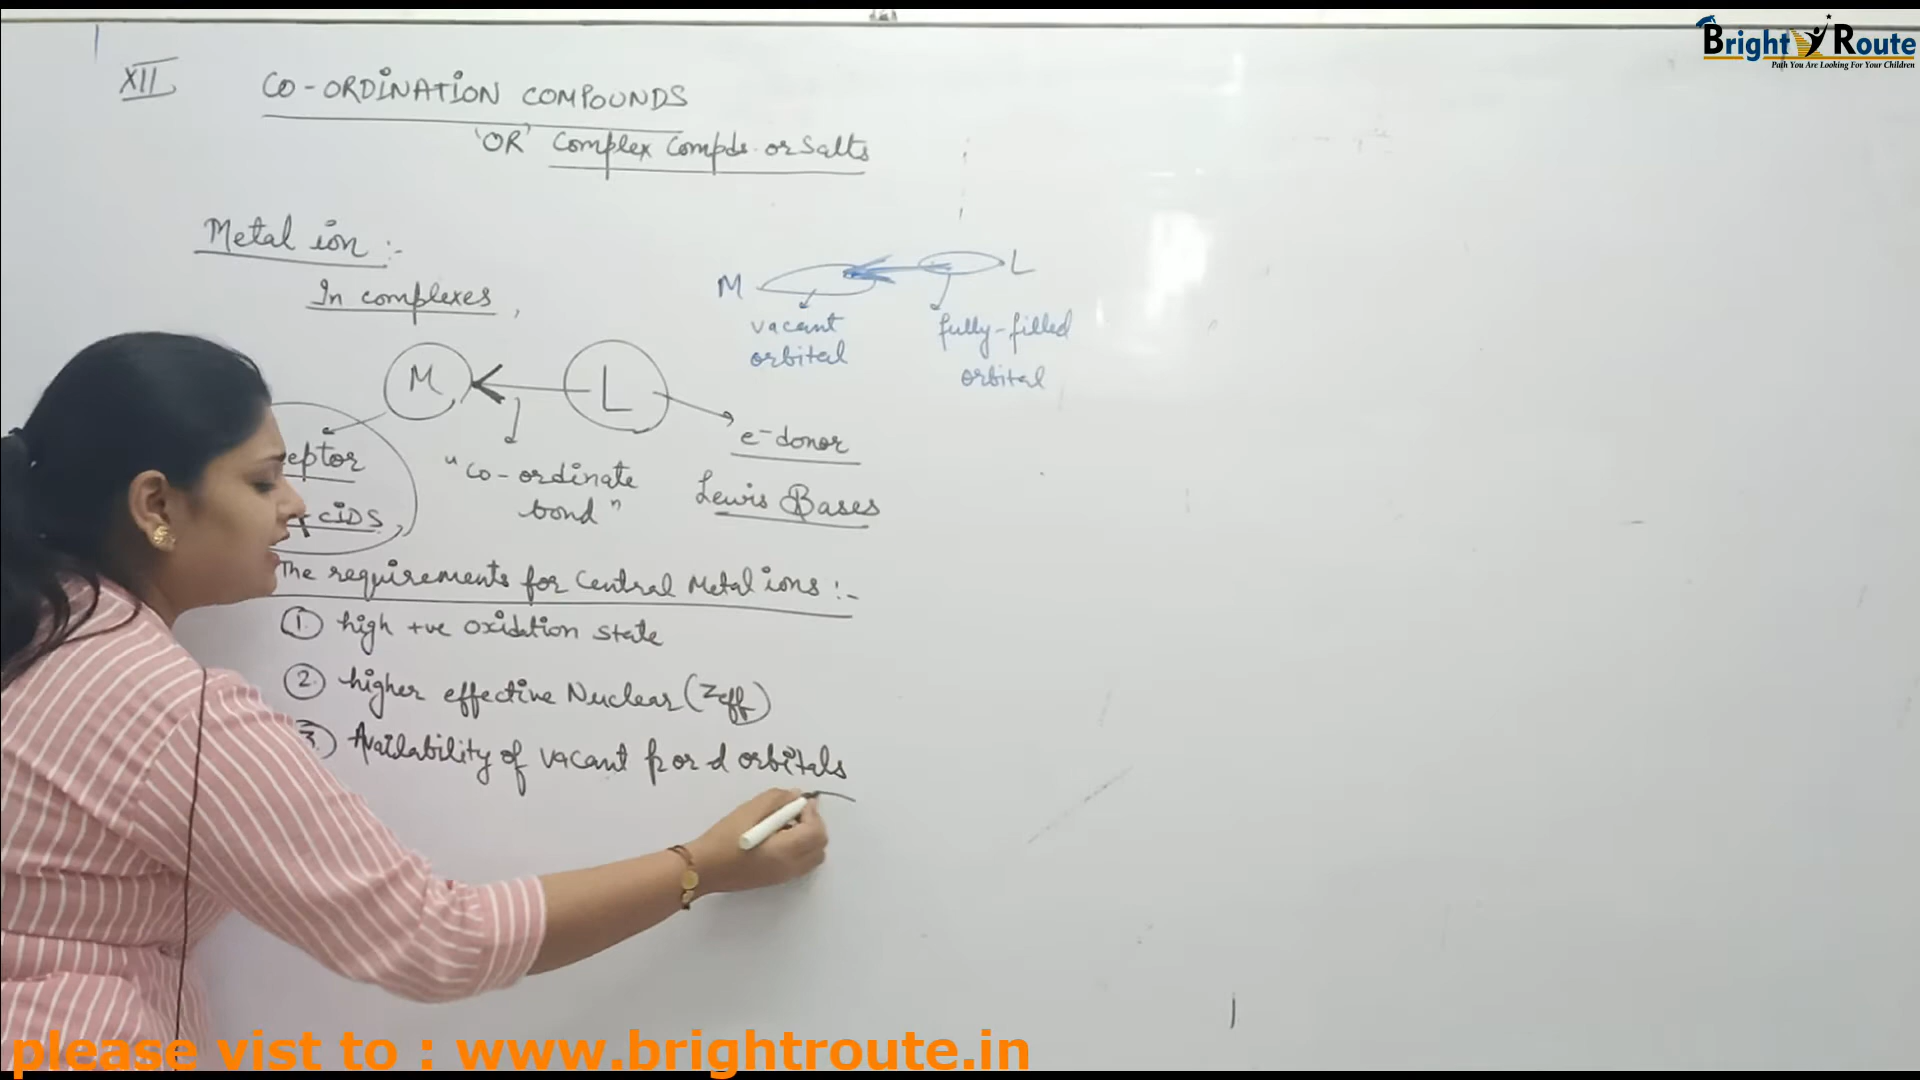 Bright Route
Path You Are Looking For Your Children
XII
CO-ORDINATION COMPOUNDS
'OR' Complex Compds. or Salts
Metal ion :-
In complexes,
M L
vacant orbital
fully-filled orbital
M
L
eptor
ciDS
"Co-ordinate
bond"
e- donor
Lewis Bases
The requirements for Central Metal ions :-
1. high +ve oxidation state
2. higher effective Nuclear (Zeff)
3. Availability of vacant p or d orbitals
please vist to : www.brightroute.in